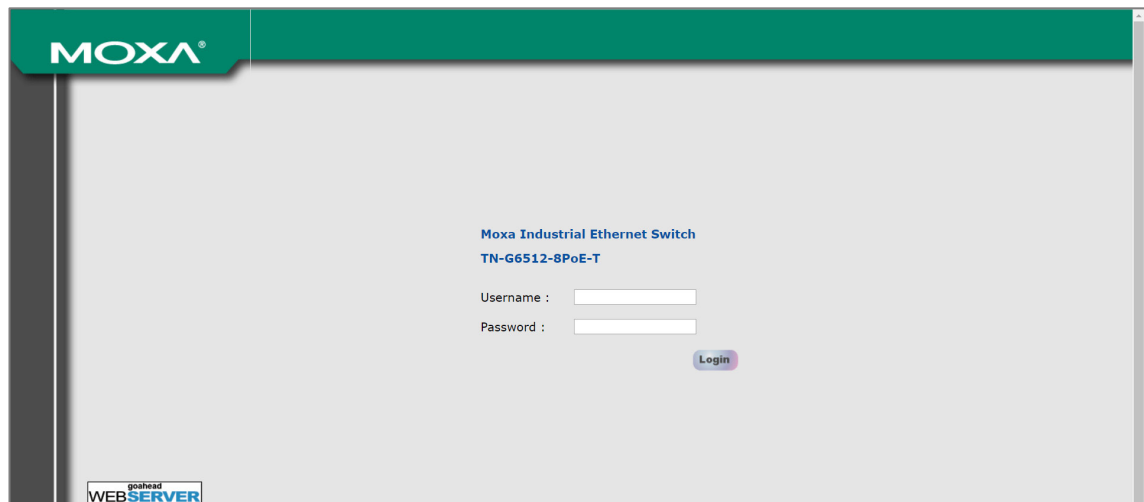 MOXA®
Moxa Industrial Ethernet Switch
TN-G6512-8PoE-T
Username :
Password :
Login
goahead
WEBSERVER